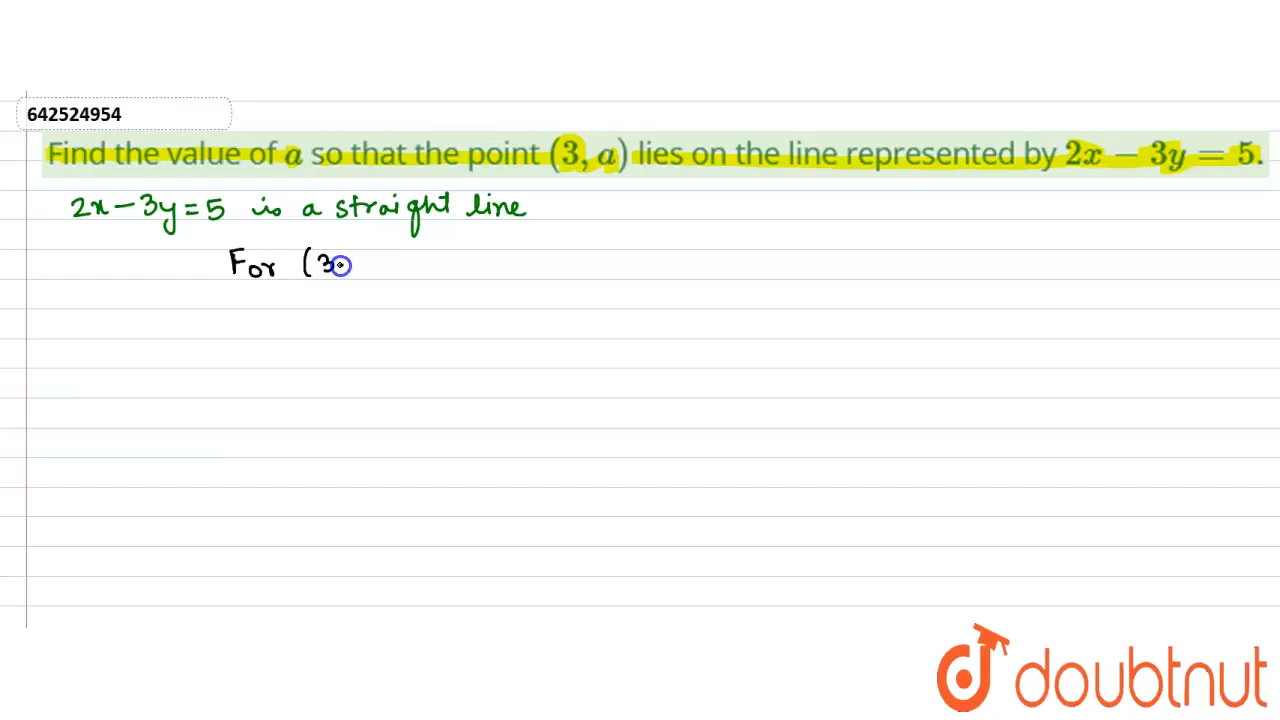 642524954
Find the value of a so that the point (3, a) lies on the line represented by 2x − 3y = 5.
2x − 3y = 5 is a straight line
For (3
doubtnut